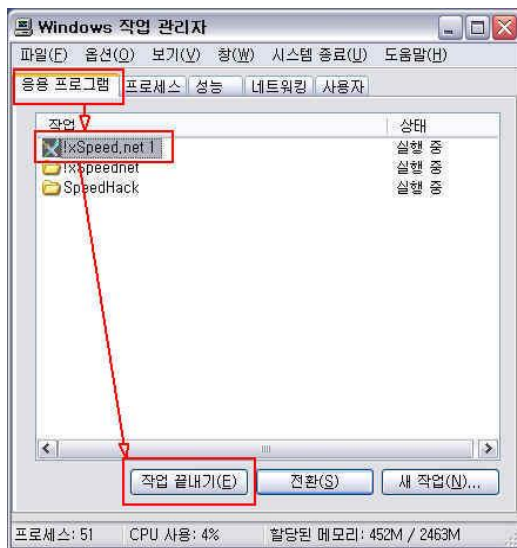 Windows 작업 관리자
파일(F) 옵션(O) 보기(V) 창(W) 시스템 종료(U) 도움말(H)
응용 프로그램 프로세스 성능 네트워킹 사용자
작업 상태
!xSpeed.net 1 실행 중
!xSpeednet 실행 중
SpeedHack 실행 중
작업 끝내기(E) 전환(S) 새 작업(N)...
프로세스: 51 CPU 사용: 4% 할당된 메모리: 452M / 2463M